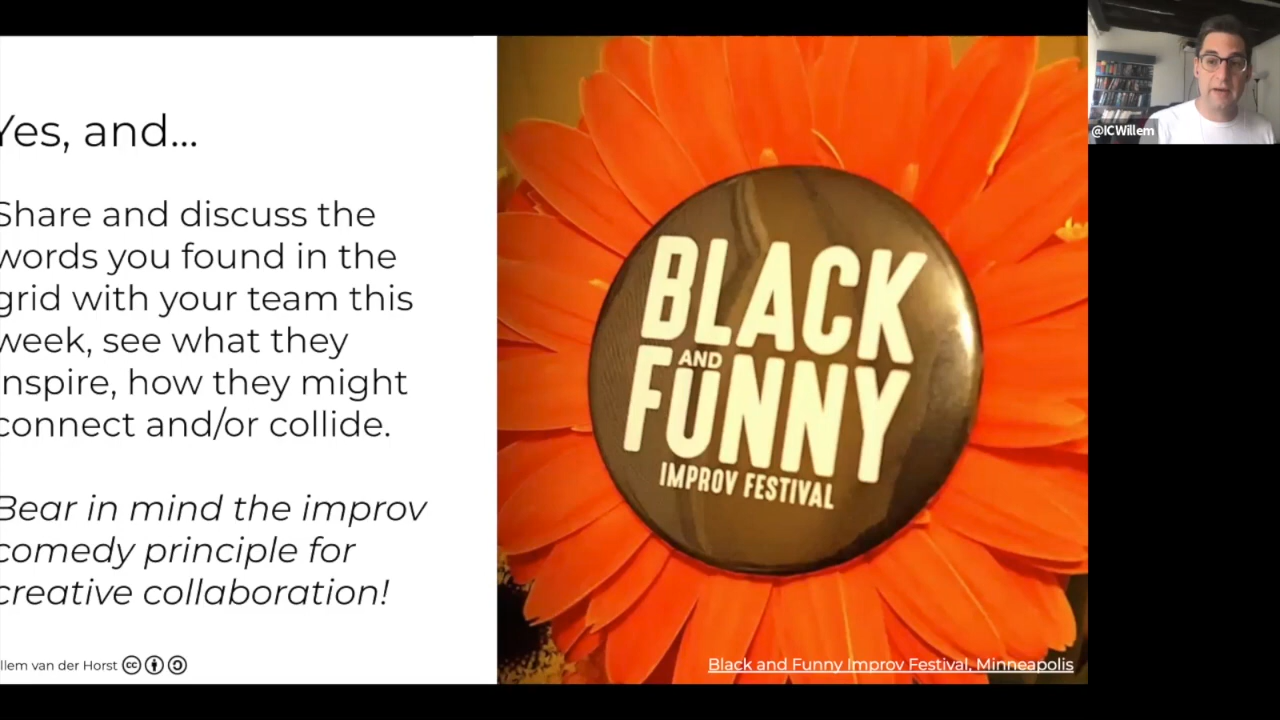 Yes, and...
Share and discuss the
words you found in the
grid with your team this
week, see what they
inspire, how they might
connect and/or collide.
Bear in mind the improv
comedy principle for
creative collaboration!
llem van der Horst
BLACK
AND
FUNNY
IMPROV FESTIVAL
Black and Funny Improv Festival, Minneapolis
@ICWillem